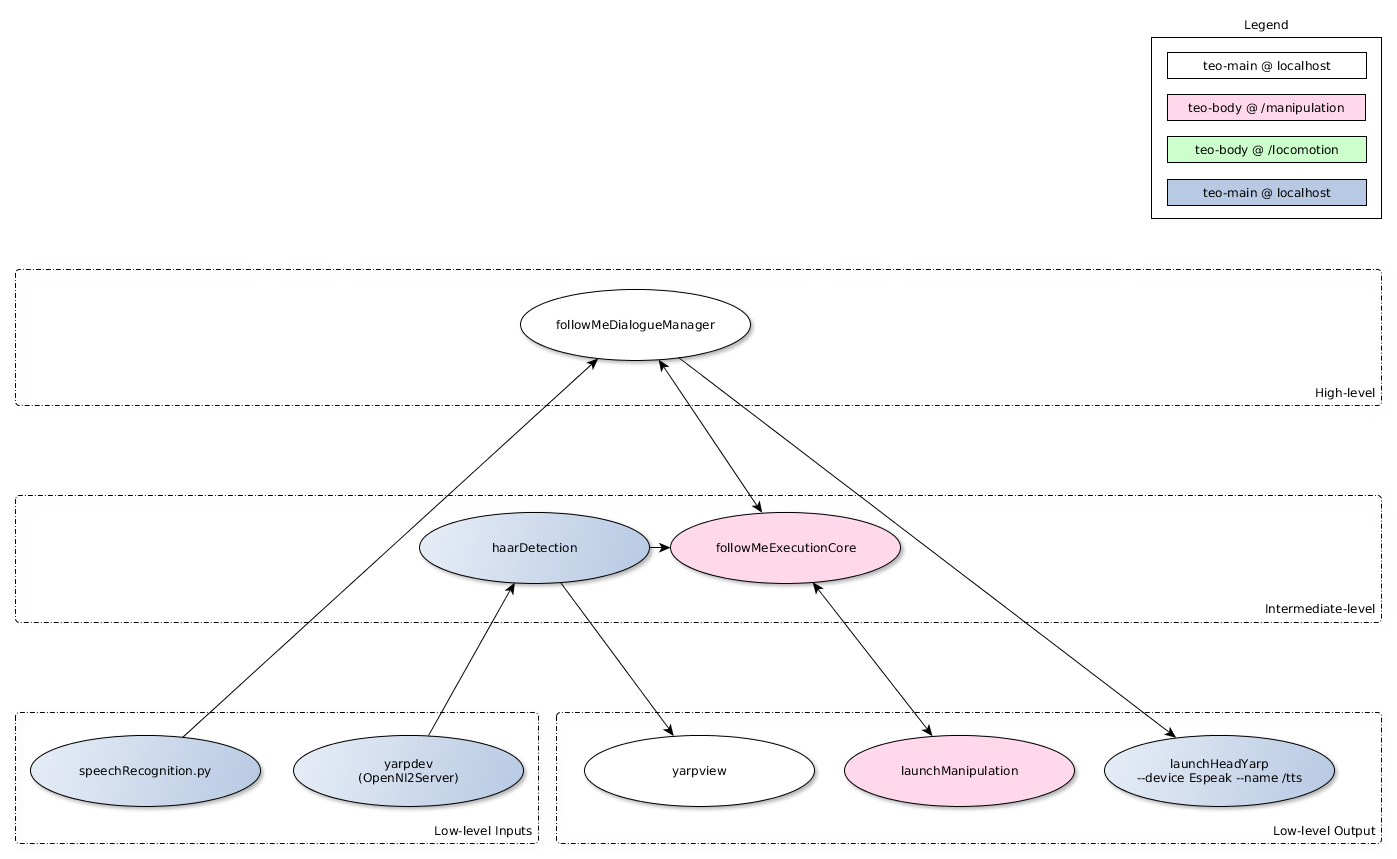 Legend
teo-main @ localhost
teo-body @ /manipulation
teo-body @ /locomotion
teo-main @ localhost
followMeDialogueManager
High-level
haarDetection
followMeExecutionCore
Intermediate-level
speechRecognition.py
yarpdev
(OpenNI2Server)
Low-level Inputs
yarpview
launchManipulation
launchHeadYarp
--device Espeak --name /tts
Low-level Output